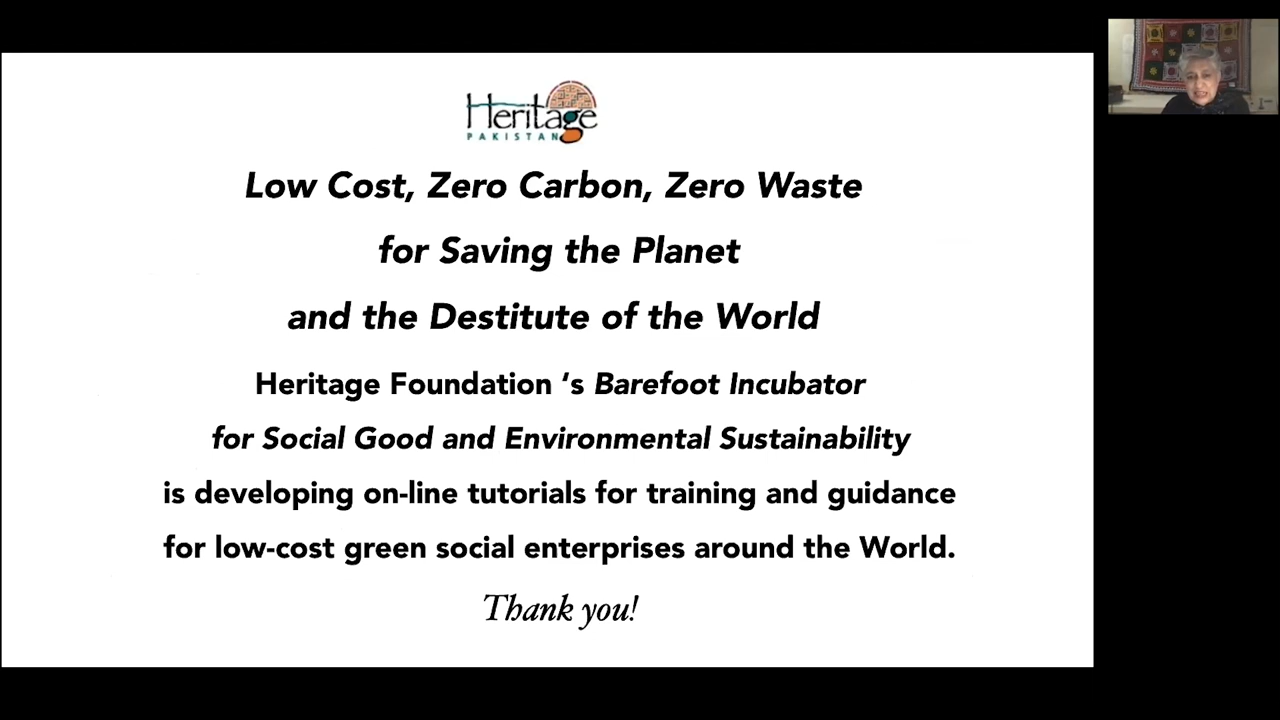 Heritage
PAKISTAN
Low Cost, Zero Carbon, Zero Waste
for Saving the Planet
and the Destitute of the World
Heritage Foundation ‘s Barefoot Incubator
for Social Good and Environmental Sustainability
is developing on-line tutorials for training and guidance
for low-cost green social enterprises around the World.
Thank you!